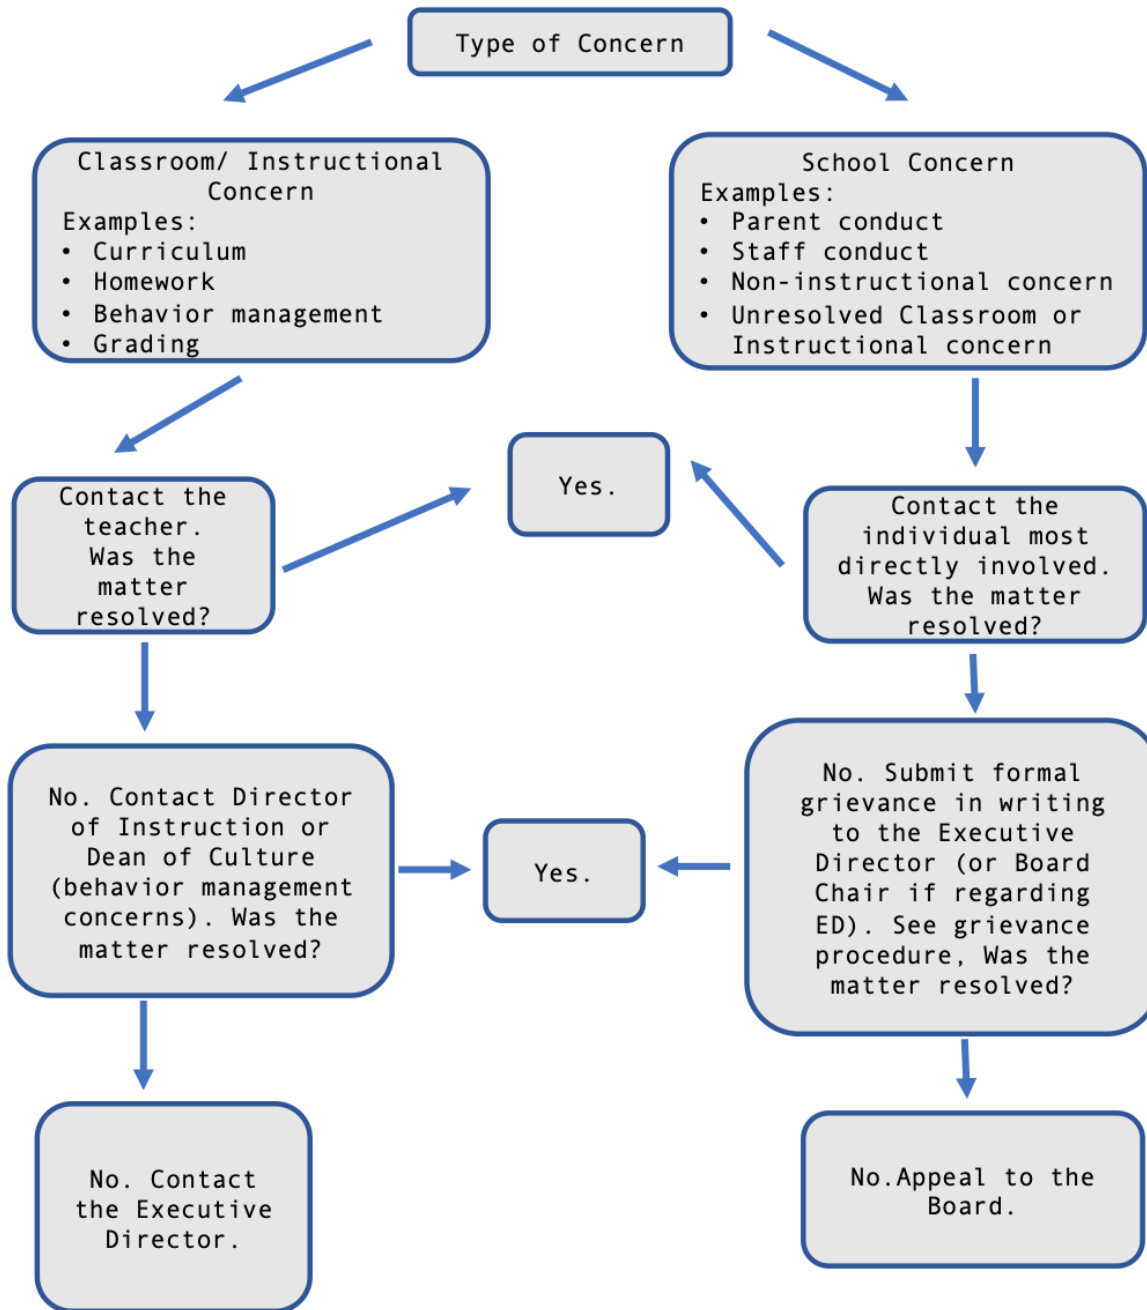 Type of Concern
Classroom/ Instructional
Concern
Examples:
• Curriculum
• Homework
• Behavior management
• Grading
School Concern
Examples:
• Parent conduct
• Staff conduct
• Non-instructional concern
• Unresolved Classroom or
Instructional concern
Contact the
teacher.
Was the
matter
resolved?
Yes.
Contact the
individual most
directly involved.
Was the matter
resolved?
No. Contact Director
of Instruction or
Dean of Culture
(behavior management
concerns). Was the
matter resolved?
Yes.
No. Submit formal
grievance in writing
to the Executive
Director (or Board
Chair if regarding
ED). See grievance
procedure, Was the
matter resolved?
No. Contact
the Executive
Director.
No.Appeal to the
Board.